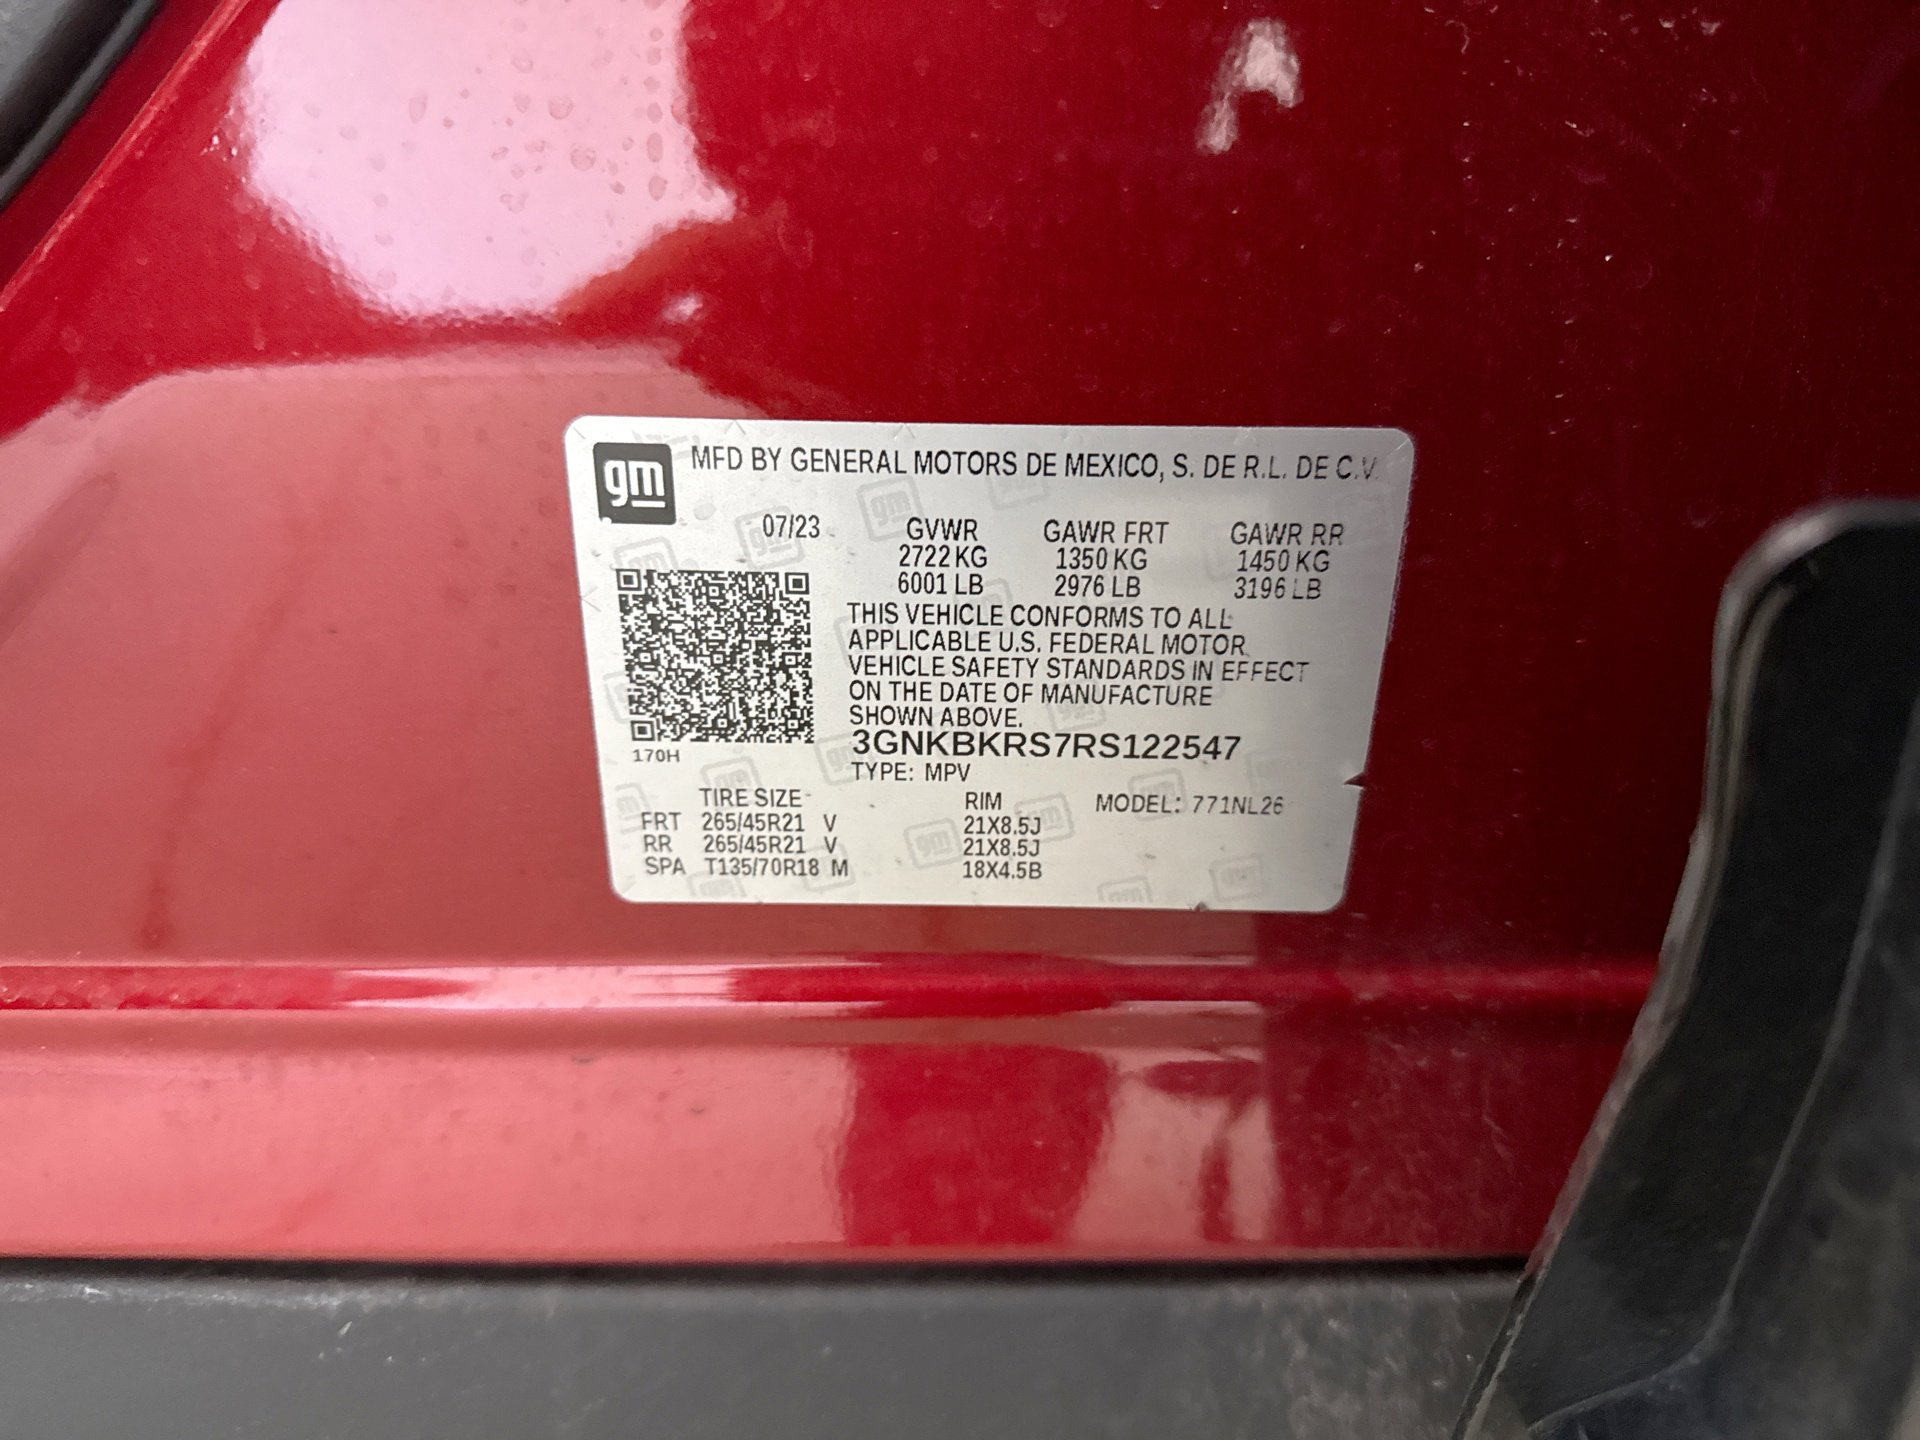 gm
MFD BY GENERAL MOTORS DE MEXICO, S. DE R.L. DE C.V.
07/23 GVWR GAWR FRT GAWR RR
2722 KG 1350 KG 1450 KG
6001 LB 2976 LB 3196 LB
THIS VEHICLE CONFORMS TO ALL
APPLICABLE U.S. FEDERAL MOTOR
VEHICLE SAFETY STANDARDS IN EFFECT
ON THE DATE OF MANUFACTURE
SHOWN ABOVE.
3GNKBKRS7RS122547
170H
TYPE: MPV
TIRE SIZE RIM MODEL: 771NL26
FRT 265/45R21 V 21X8.5J
RR 265/45R21 V 21X8.5J
SPA T135/70R18 M 18X4.5B